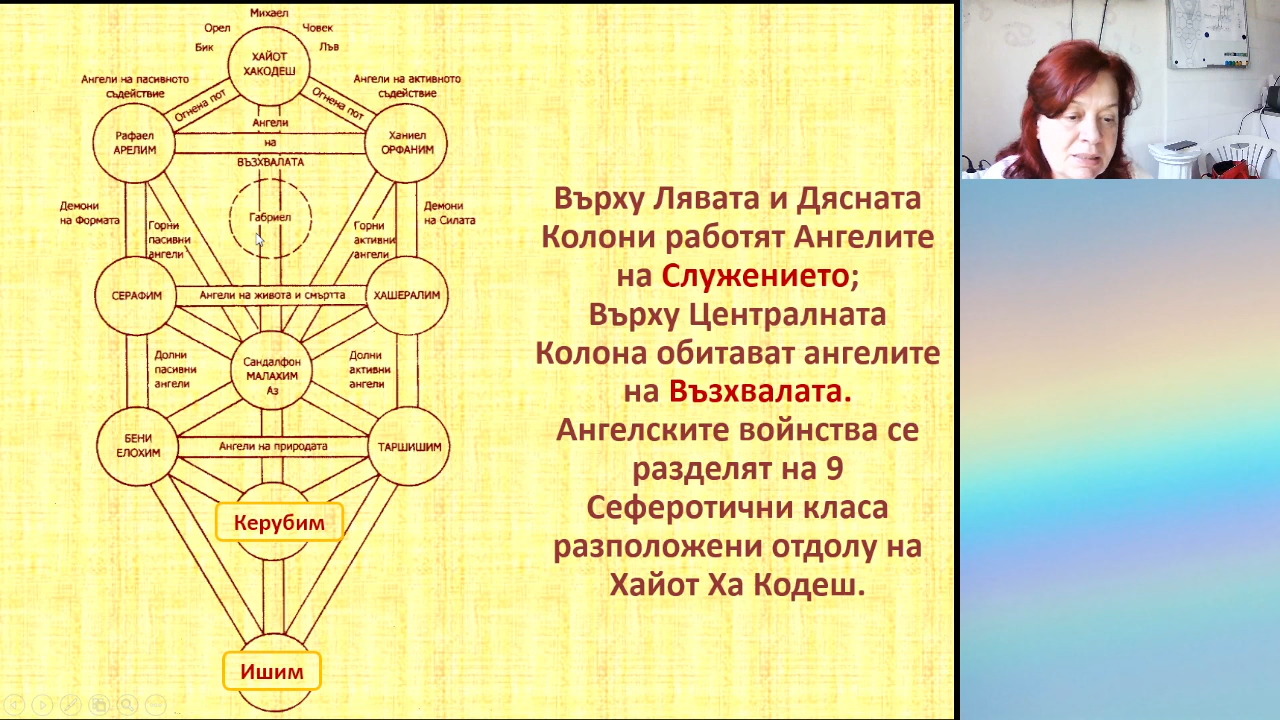 Михаел
Орел
Човек
Бик
Лъв
ХАЙОТ
ХАКОДЕШ
Ангели на пасивното
съдействие
Ангели на активното
съдействие
Огнена пот
Огнена пот
Ангели
на
ВЪЗХВАЛАТА
Рафаел
АРЕЛИМ
Ханиел
ОРФАНИМ
Демони
на Формата
Габриел
Демони
на Силата
Горни
пасивни
ангели
Горни
активни
ангели
СЕРАФИМ
Ангели на живота и смъртта
ХАШЕРАЛИМ
Долни
пасивни
ангели
Сандалфон
МАЛАХИМ
Аз
Долни
активни
ангели
БЕНИ
ЕЛОХИМ
Ангели на природата
ТАРШИШИМ
Керубим
Ишим
Върху Лявата и Дясната
Колони работят Ангелите
на Служението;
Върху Централната
Колона обитават ангелите
на Възхвалата.
Ангелските войнства се
разделят на 9
Сеферотични класа
разположени отдолу на
Хайот Ха Кодеш.